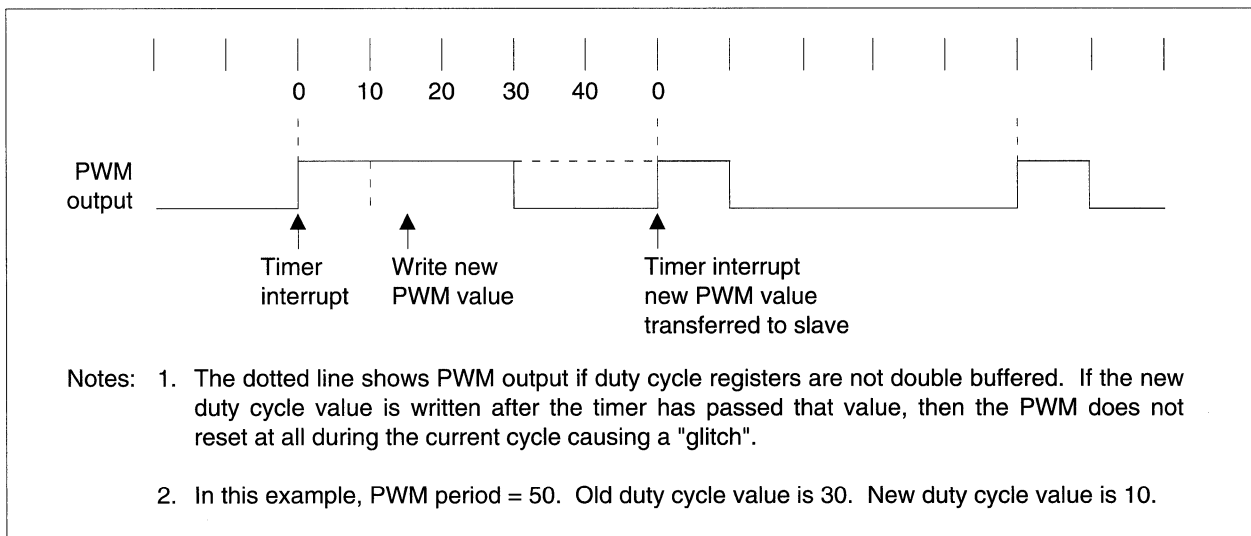 0 10 20 30 40 0
PWM
output
Timer
interrupt
Write new
PWM value
Timer interrupt
new PWM value
transferred to slave
Notes: 1. The dotted line shows PWM output if duty cycle registers are not double buffered. If the new
duty cycle value is written after the timer has passed that value, then the PWM does not
reset at all during the current cycle causing a "glitch".
2. In this example, PWM period = 50. Old duty cycle value is 30. New duty cycle value is 10.